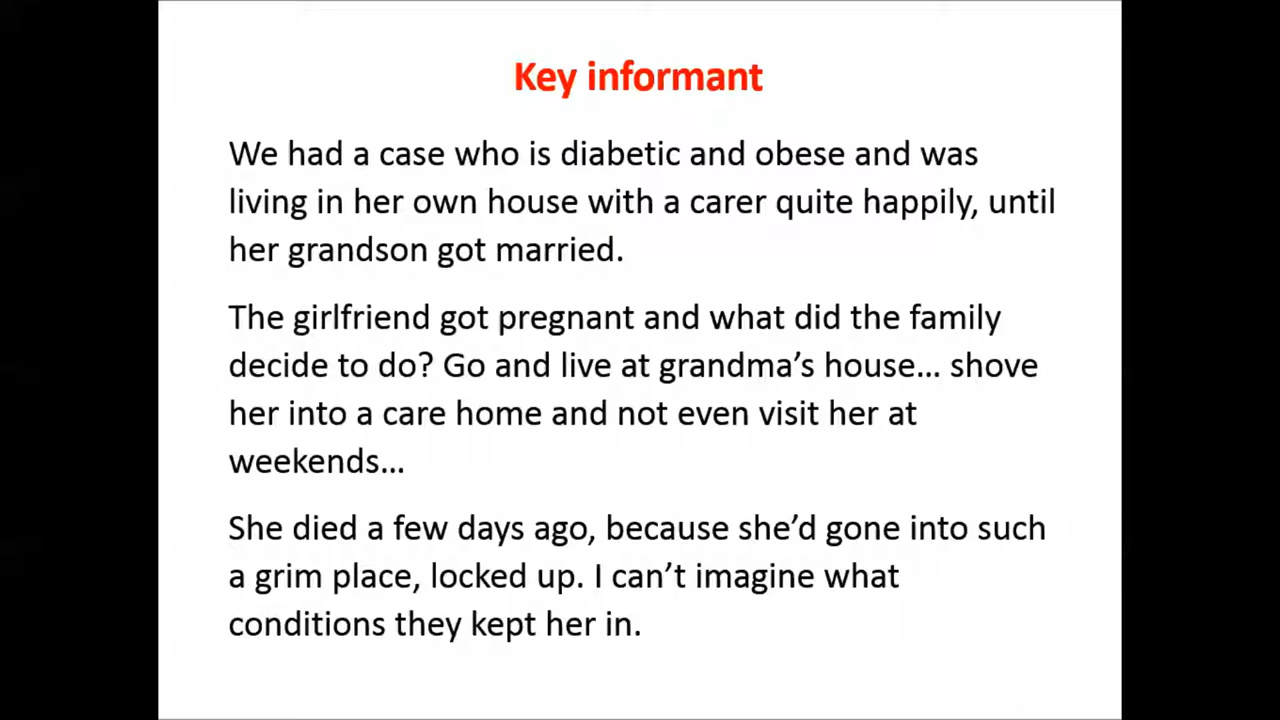 Key informant
We had a case who is diabetic and obese and was
living in her own house with a carer quite happily, until
her grandson got married.
The girlfriend got pregnant and what did the family
decide to do? Go and live at grandma’s house... shove
her into a care home and not even visit her at
weekends...
She died a few days ago, because she’d gone into such
a grim place, locked up. I can’t imagine what
conditions they kept her in.